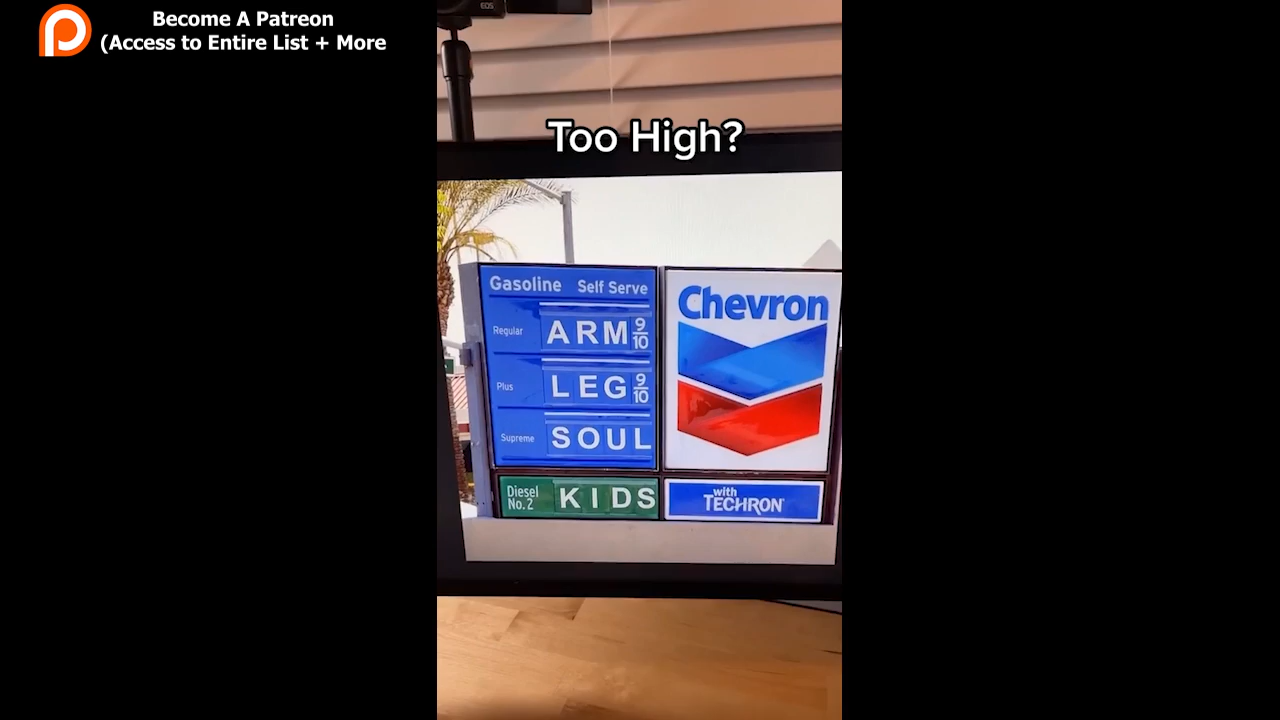 Become A Patreon
(Access to Entire List + More
EOS
Too High?
Gasoline Self Serve
Regular ARM 9/10
Plus LEG 9/10
Supreme SOUL
Diesel No. 2 KIDS
Chevron
with
TECHRON